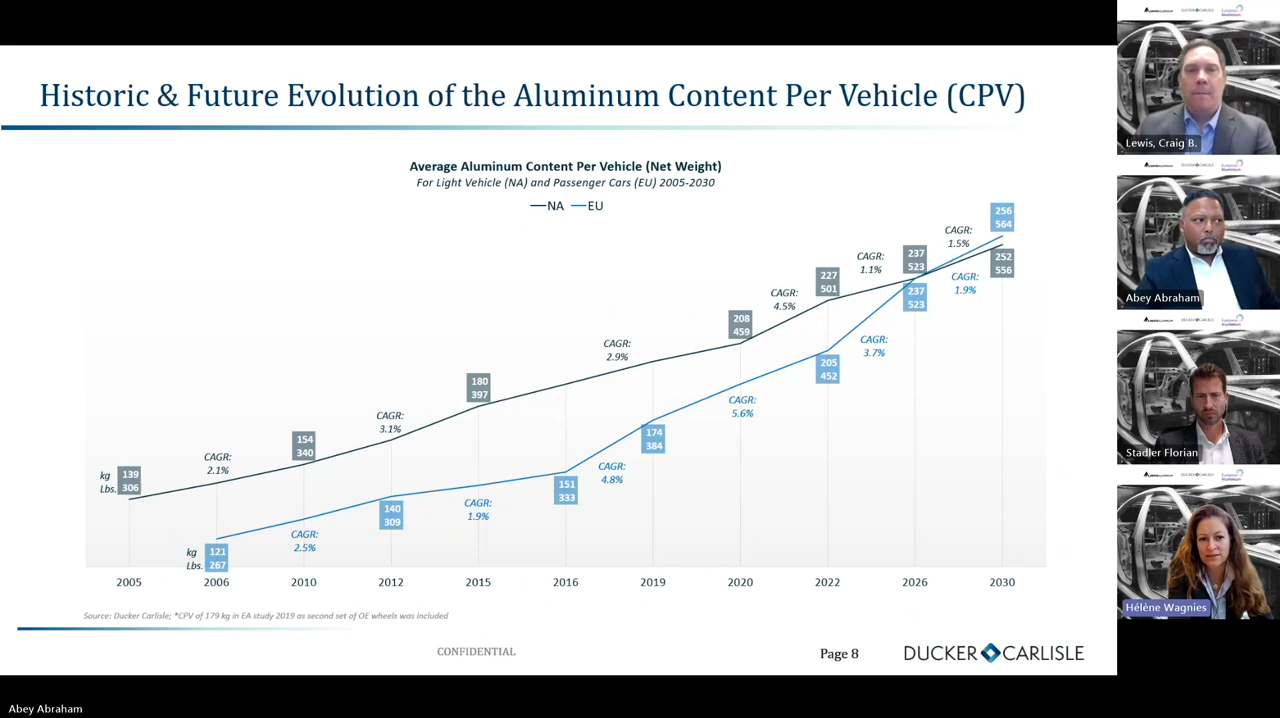 Historic & Future Evolution of the Aluminum Content Per Vehicle (CPV)
Average Aluminum Content Per Vehicle (Net Weight)
For Light Vehicle (NA) and Passenger Cars (EU) 2005-2030
NA EU
kg 139
Lbs. 306
CAGR:
2.1%
154
340
CAGR:
3.1%
180
397
CAGR:
2.9%
208
459
CAGR:
4.5%
227
501
CAGR:
1.1%
237
523
CAGR:
1.5%
252
556
kg 121
Lbs. 267
CAGR:
2.5%
140
309
CAGR:
1.9%
151
333
CAGR:
4.8%
174
384
CAGR:
5.6%
205
452
CAGR:
3.7%
237
523
CAGR:
1.9%
256
564
2005 2006 2010 2012 2015 2016 2019 2020 2022 2026 2030
Source: Ducker Carlisle; *CPV of 179 kg in EA study 2019 as second set of OE wheels was included
CONFIDENTIAL
Page 8
DUCKER CARLISLE
Lewis, Craig B.
Abey Abraham
Stadler Florian
Hélène Wagnies
Abey Abraham